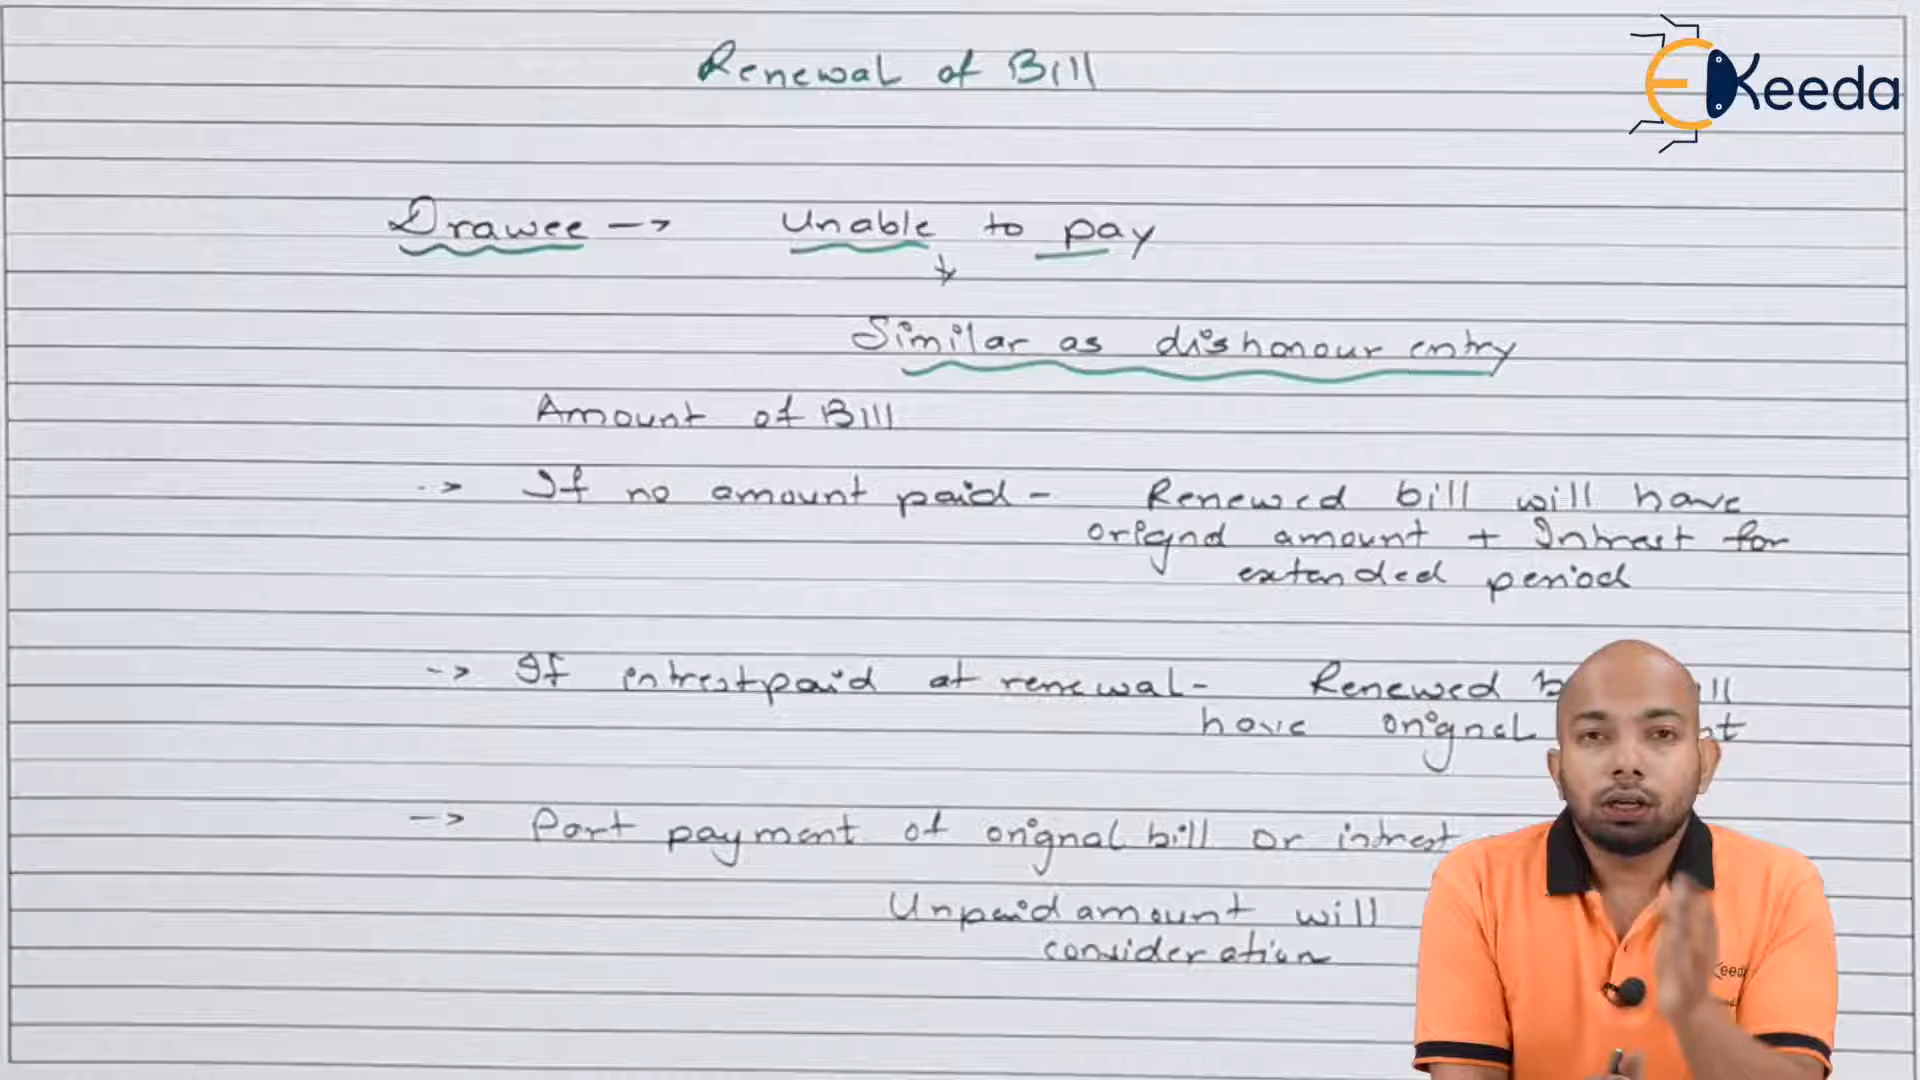 Renewal of Bill
EKeeda
Drawee -> Unable to pay
Similar as dishonour entry
Amount of Bill
-> If no amount paid - Renewed bill will have
orignal amount + Intrest for
extended period
-> If intrest paid at renewal - Renewed
have orignal
-> Part payment of orignal bill or intrest
Unpaid amount will
consideration
Keeda